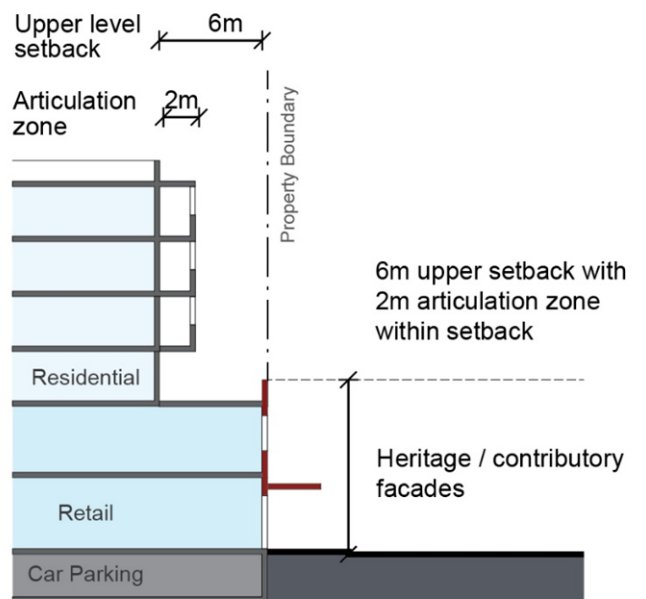 Upper level
setback
6m
Articulation
zone
2m
Property Boundary
6m upper setback with
2m articulation zone
within setback
Residential
Heritage / contributory
facades
Retail
Car Parking